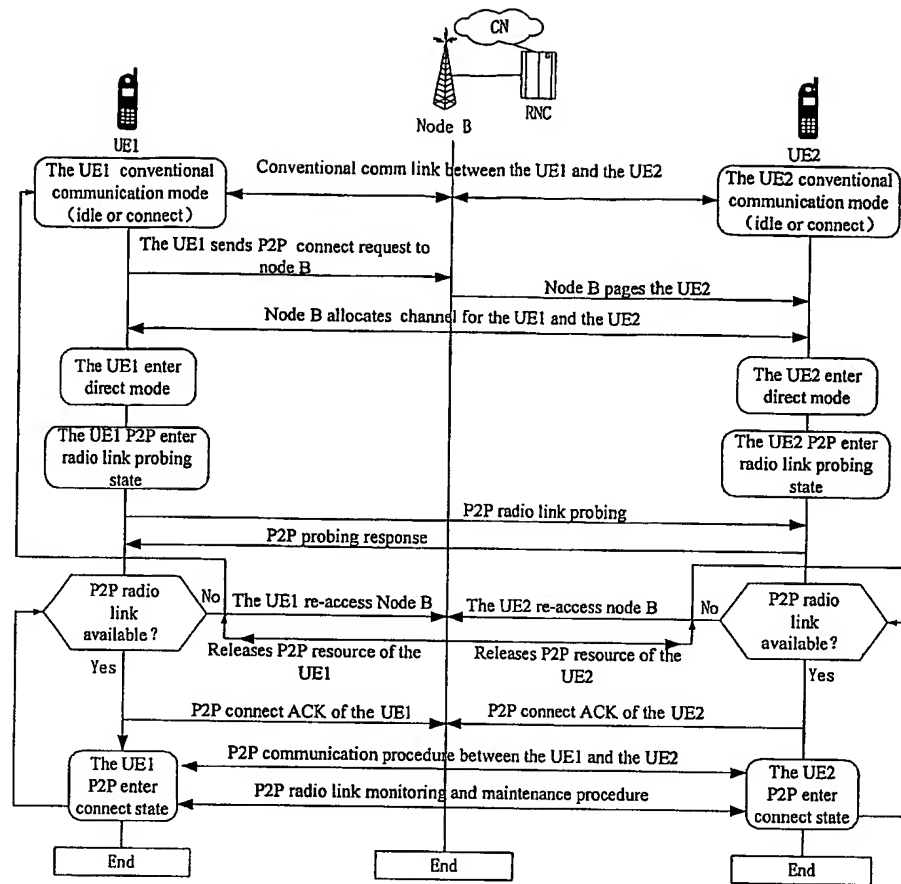 CN
RNC
Node B
UE1
UE2
The UE1 conventional
communication mode
(idle or connect)
Conventional comm link between the UE1 and the UE2
The UE2 conventional
communication mode
(idle or connect)
The UE1 sends P2P connect request to
node B
Node B pages the UE2
Node B allocates channel for the UE1 and the UE2
The UE1 enter
direct mode
The UE2 enter
direct mode
The UE1 P2P enter
radio link probing
state
The UE2 P2P enter
radio link probing
state
P2P radio link probing
P2P probing response
P2P radio
link
available?
No
The UE1 re-access Node B
The UE2 re-access node B
No
P2P radio
link
available?
Releases P2P resource of the
UE1
Releases P2P resource of the
UE2
Yes
Yes
P2P connect ACK of the UE1
P2P connect ACK of the UE2
P2P communication procedure between the UE1 and the UE2
The UE1
P2P enter
connect state
The UE2
P2P enter
connect state
P2P radio link monitoring and maintenance procedure
End
End
End